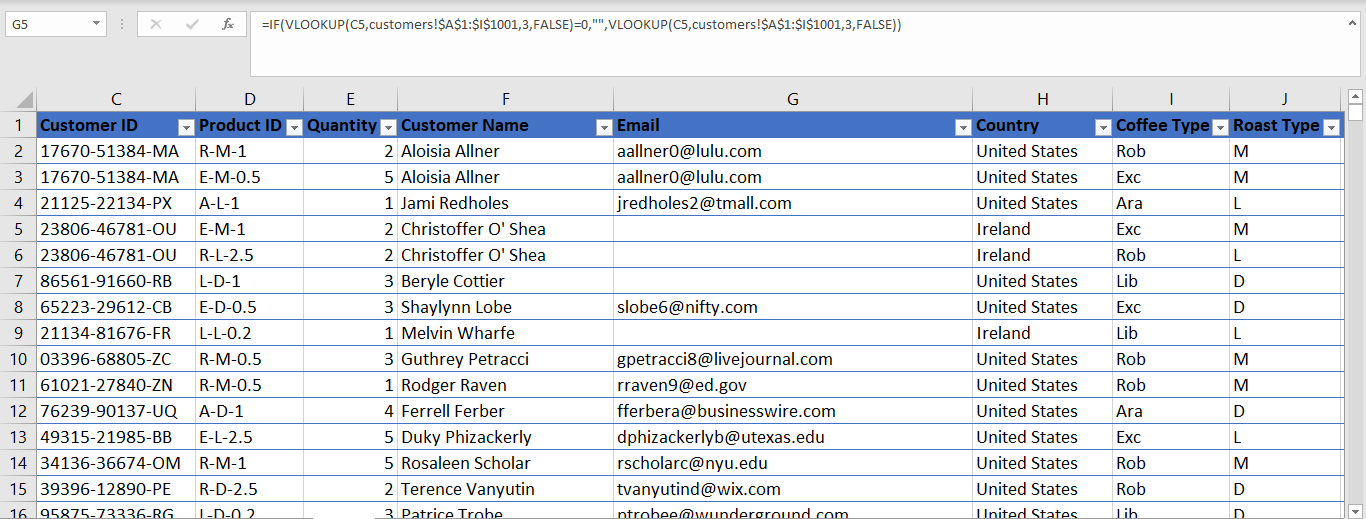 G5 fx =IF(VLOOKUP(C5,customers!$A$1:$I$1001,3,FALSE)=0,"",VLOOKUP(C5,customers!$A$1:$I$1001,3,FALSE))
C D E F G H I J
1 Customer ID Product ID Quantity Customer Name Email Country Coffee Type Roast Type
2 17670-51384-MA R-M-1 2 Aloisia Allner aallner0@lulu.com United States Rob M
3 17670-51384-MA E-M-0.5 5 Aloisia Allner aallner0@lulu.com United States Exc M
4 21125-22134-PX A-L-1 1 Jami Redholes jredholes2@tmall.com United States Ara L
5 23806-46781-OU E-M-1 2 Christoffer O' Shea Ireland Exc M
6 23806-46781-OU R-L-2.5 2 Christoffer O' Shea Ireland Rob L
7 86561-91660-RB L-D-1 3 Beryle Cottier United States Lib D
8 65223-29612-CB E-D-0.5 3 Shaylynn Lobe slobe6@nifty.com United States Exc D
9 21134-81676-FR L-L-0.2 1 Melvin Wharfe Ireland Lib L
10 03396-68805-ZC R-M-0.5 3 Guthrey Petracci gpetracci8@livejournal.com United States Rob M
11 61021-27840-ZN R-M-0.5 1 Rodger Raven rraven9@ed.gov United States Rob M
12 76239-90137-UQ A-D-1 4 Ferrell Ferber fferbera@businesswire.com United States Ara D
13 49315-21985-BB E-L-2.5 5 Duky Phizackerly dphizackerlyb@utexas.edu United States Exc L
14 34136-36674-OM R-M-1 5 Rosaleen Scholar rscholarc@nyu.edu United States Rob M
15 39396-12890-PE R-D-2.5 2 Terence Vanyutin tvanyutind@wix.com United States Rob D
16 95875-73336-RG L-D-0.2 3 Patrice Trobe ptrobee@wunderground.com United States Lib D